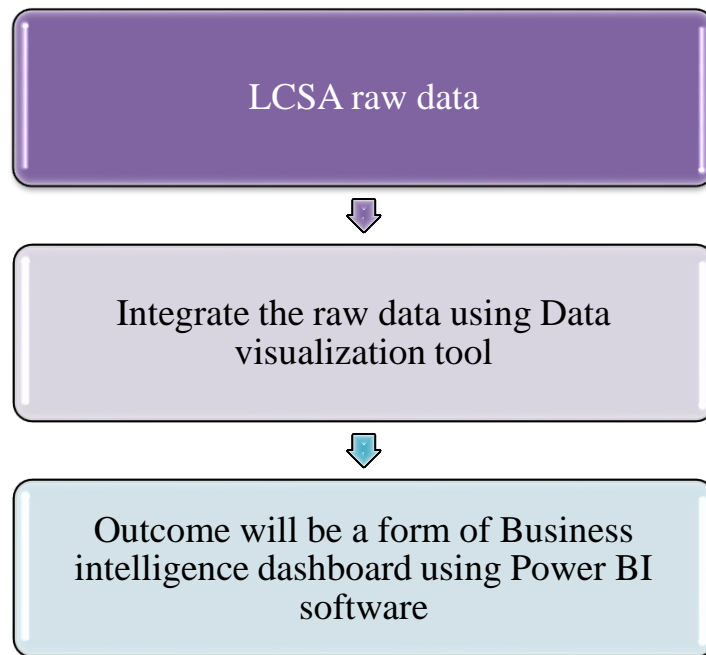 LCSA raw data
Integrate the raw data using Data
visualization tool
Outcome will be a form of Business
intelligence dashboard using Power BI
software